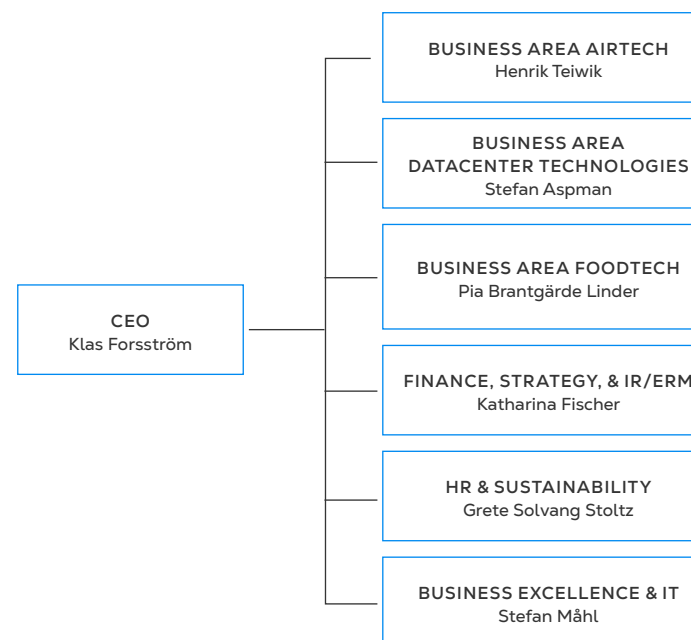 BUSINESS AREA AIRTECH
Henrik Teiwik
BUSINESS AREA
DATACENTER TECHNOLOGIES
Stefan Aspman
BUSINESS AREA FOODTECH
Pia Brantgärde Linder
CEO
Klas Forsström
FINANCE, STRATEGY, & IR/ERM
Katharina Fischer
HR & SUSTAINABILITY
Grete Solvang Stoltz
BUSINESS EXCELLENCE & IT
Stefan Måhl